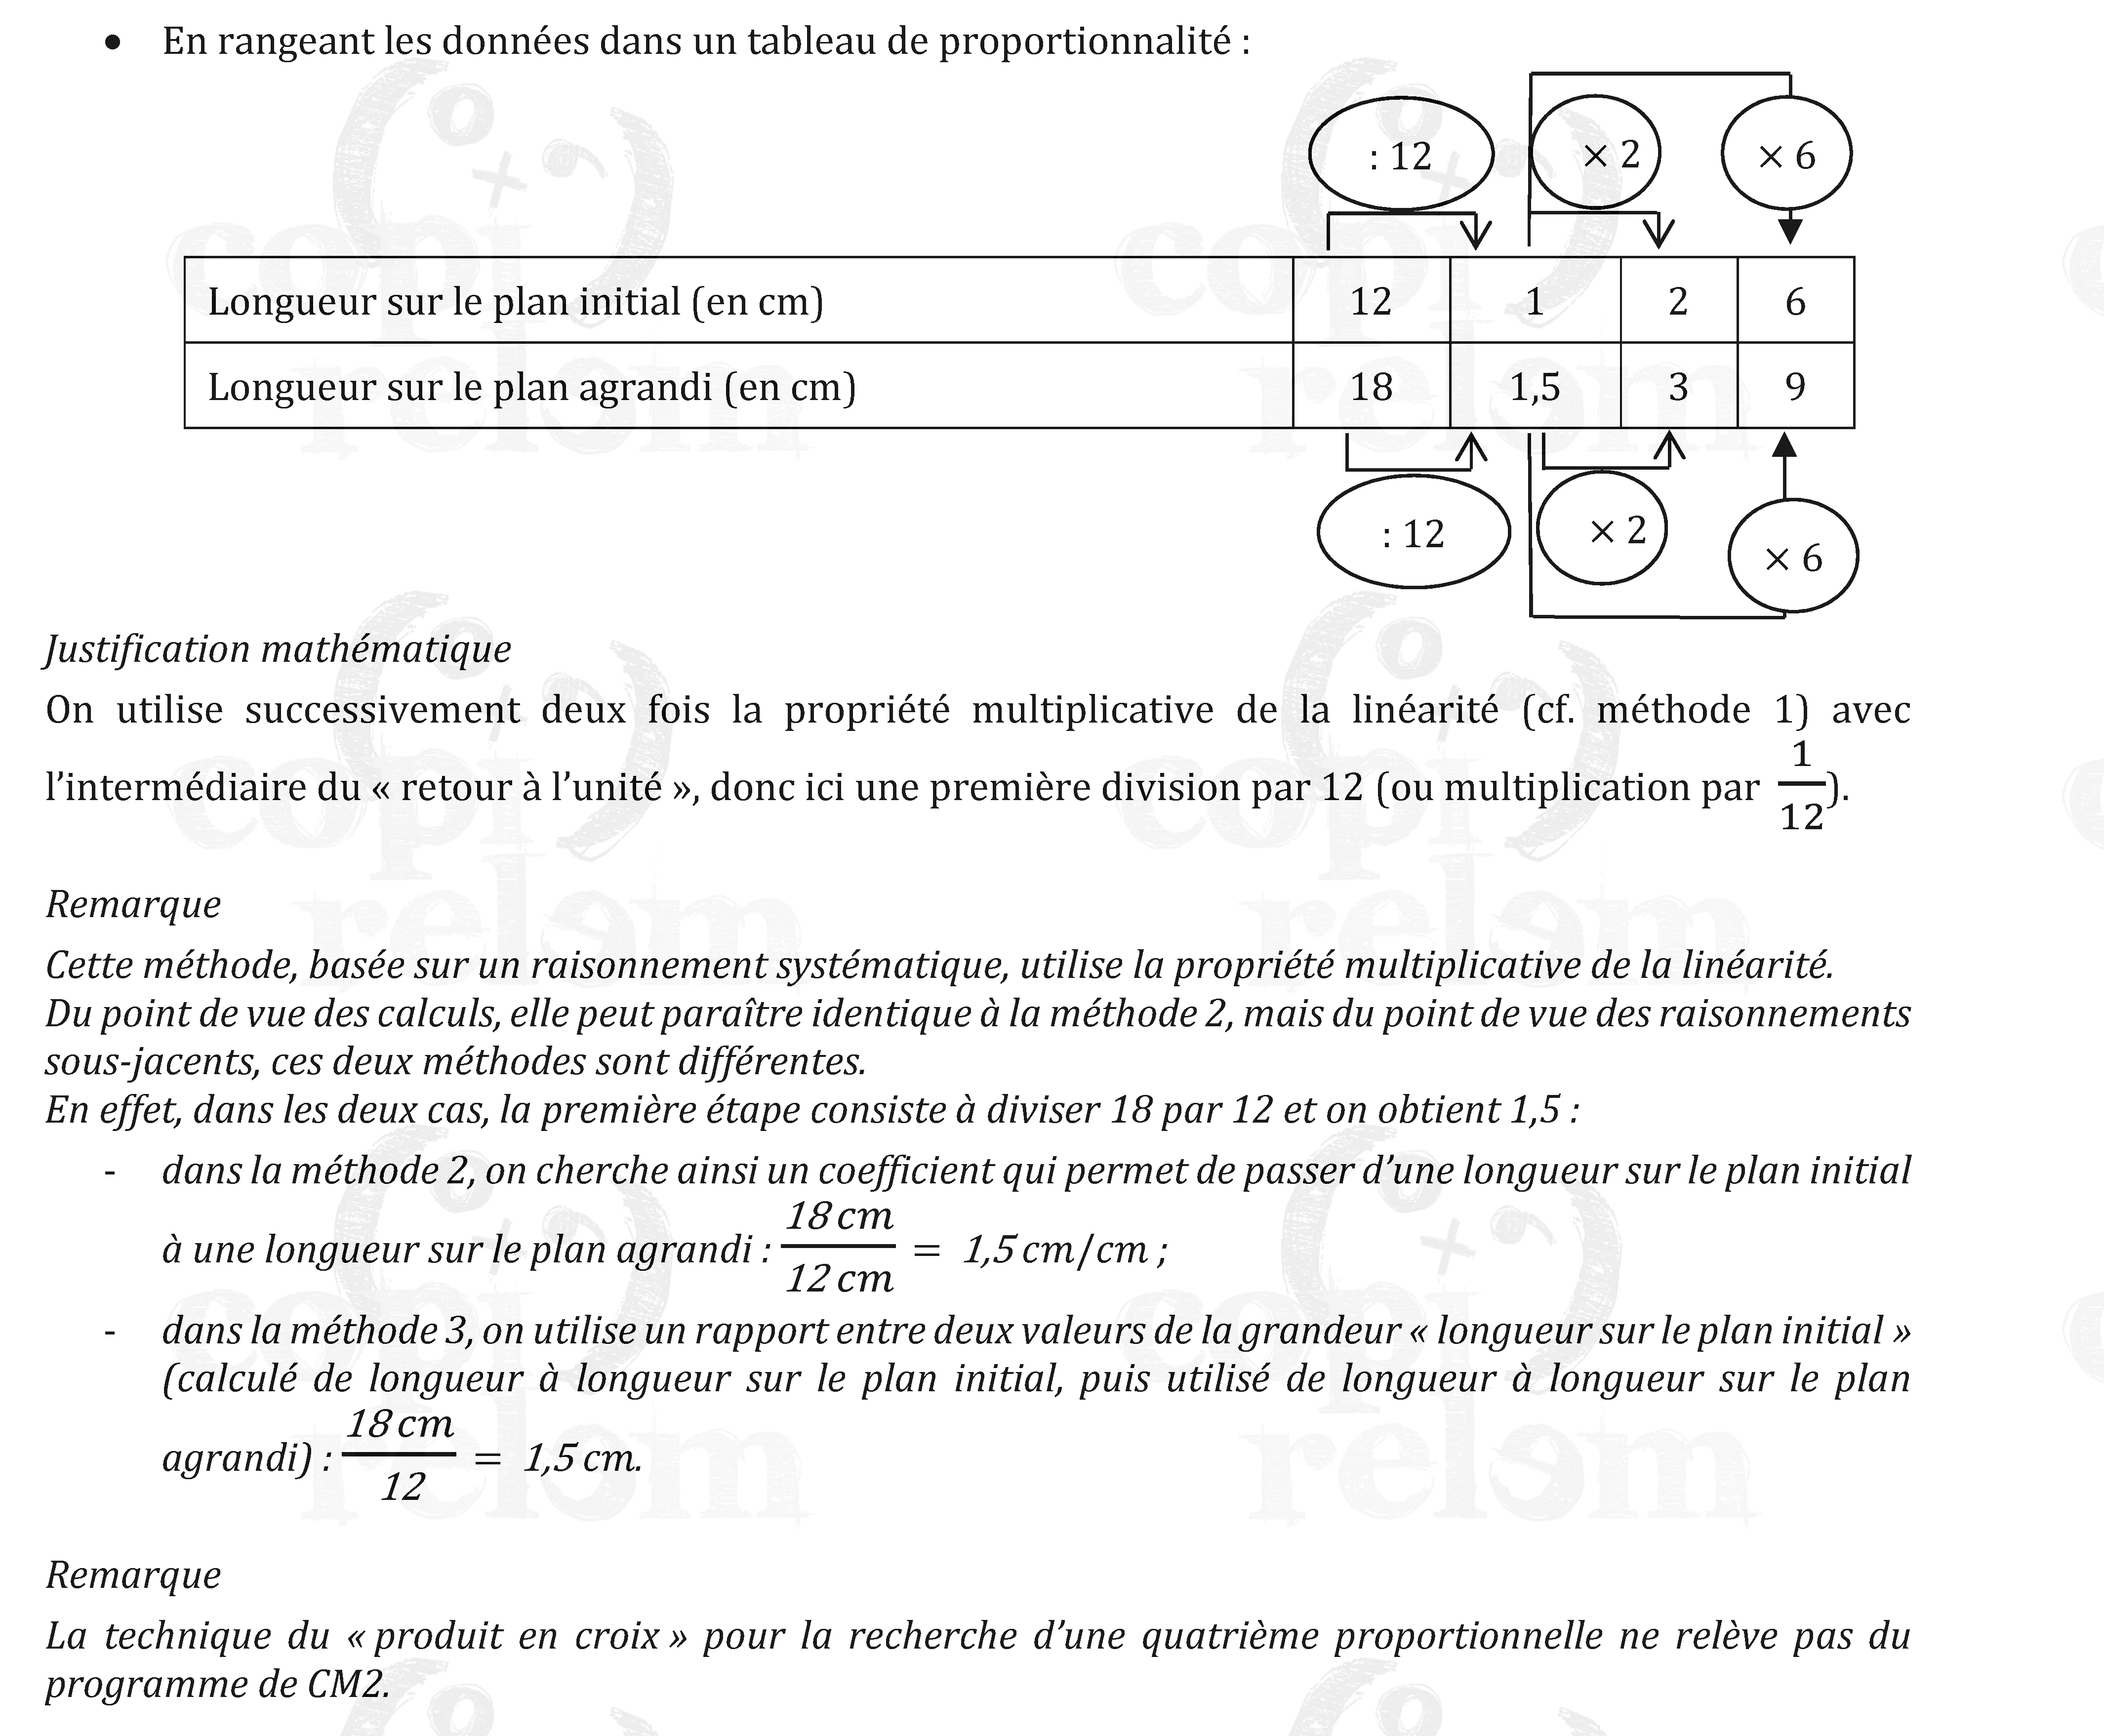 • En rangeant les données dans un tableau de proportionnalité :
: 12 × 2 × 6
Longueur sur le plan initial (en cm) 12 1 2 6
Longueur sur le plan agrandi (en cm) 18 1,5 3 9
: 12 × 2 × 6
Justification mathématique
On utilise successivement deux fois la propriété multiplicative de la linéarité (cf. méthode 1) avec
l'intermédiaire du « retour à l'unité », donc ici une première division par 12 (ou multiplication par 1/12).
Remarque
Cette méthode, basée sur un raisonnement systématique, utilise la propriété multiplicative de la linéarité.
Du point de vue des calculs, elle peut paraître identique à la méthode 2, mais du point de vue des raisonnements
sous-jacents, ces deux méthodes sont différentes.
En effet, dans les deux cas, la première étape consiste à diviser 18 par 12 et on obtient 1,5 :
- dans la méthode 2, on cherche ainsi un coefficient qui permet de passer d'une longueur sur le plan initial
à une longueur sur le plan agrandi : 18 cm/12 cm = 1,5 cm/cm ;
- dans la méthode 3, on utilise un rapport entre deux valeurs de la grandeur « longueur sur le plan initial »
(calculé de longueur à longueur sur le plan initial, puis utilisé de longueur à longueur sur le plan
agrandi) : 18 cm/12 = 1,5 cm.
Remarque
La technique du « produit en croix » pour la recherche d'une quatrième proportionnelle ne relève pas du
programme de CM2.
copi
relem